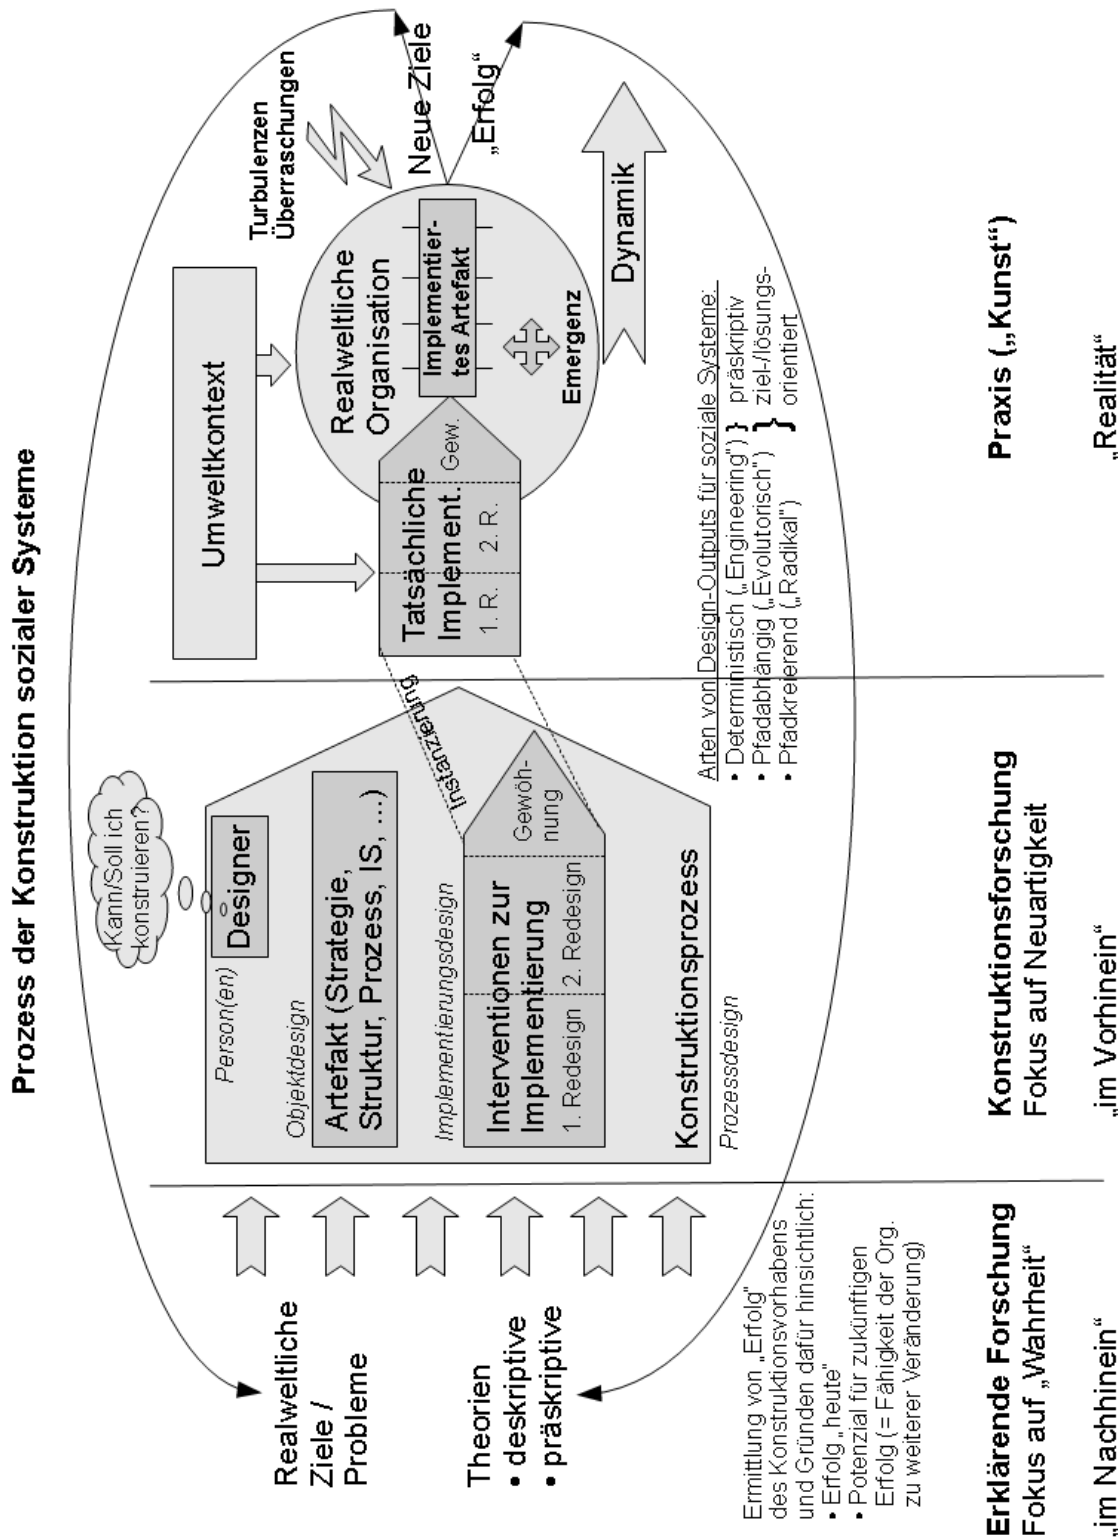 Prozess der Konstruktion sozialer Systeme
Realweltliche
Ziele /
Probleme
Theorien
• deskriptive
• präskriptive
Ermittlung von „Erfolg“
des Konstruktionsvorhabens
und Gründen dafür hinsichtlich:
• Erfolg „heute“
• Potenzial für zukünftigen
Erfolg (= Fähigkeit der Org.
zu weiterer Veränderung)
Kann/Soll ich
konstruieren?
Person(en)
Designer
Objektdesign
Artefakt (Strategie,
Struktur, Prozess, IS, ...)
Implementierungsdesign
Interventionen zur
Implementierung
1. Redesign
2. Redesign
Gewöh-
nung
Konstruktionsprozess
Prozessdesign
Instanzierung
Umweltkontext
Turbulenzen
Überraschungen
Tatsächliche
Implement.
1. R.
2. R.
Gew.
Realweltliche
Organisation
Implementier-
tes Artefakt
Emergenz
Neue Ziele
„Erfolg“
Dynamik
Arten von Design-Outputs für soziale Systeme:
• Deterministisch („Engineering“) } präskriptiv
• Pfadabhängig („Evolutorisch“) } ziel-/lösungs-
• Pfadkreierend („Radikal“) orientiert
Erklärende Forschung
Fokus auf „Wahrheit“
„im Nachhinein“
Konstruktionsforschung
Fokus auf Neuartigkeit
„im Vorhinein“
Praxis („Kunst“)
„Realität“